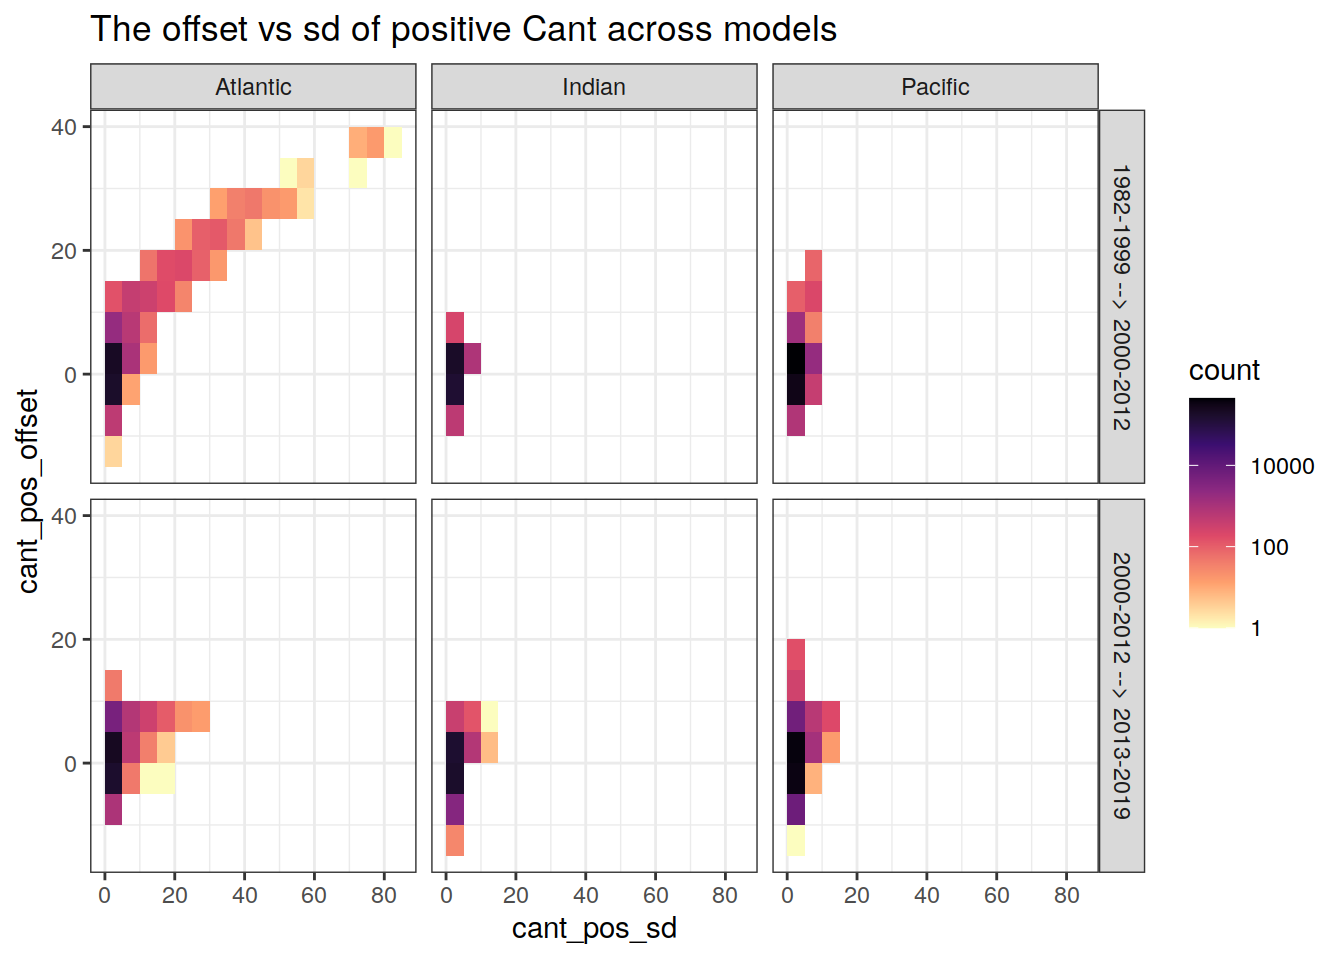 The offset vs sd of positive Cant across models
Atlantic
Indian
Pacific
40
20
0
1982-1999 --> 2000-2012
40
20
0
2000-2012 --> 2013-2019
0 20 40 60 80
0 20 40 60 80
0 20 40 60 80
cant_pos_sd
cant_pos_offset
count
10000
100
1